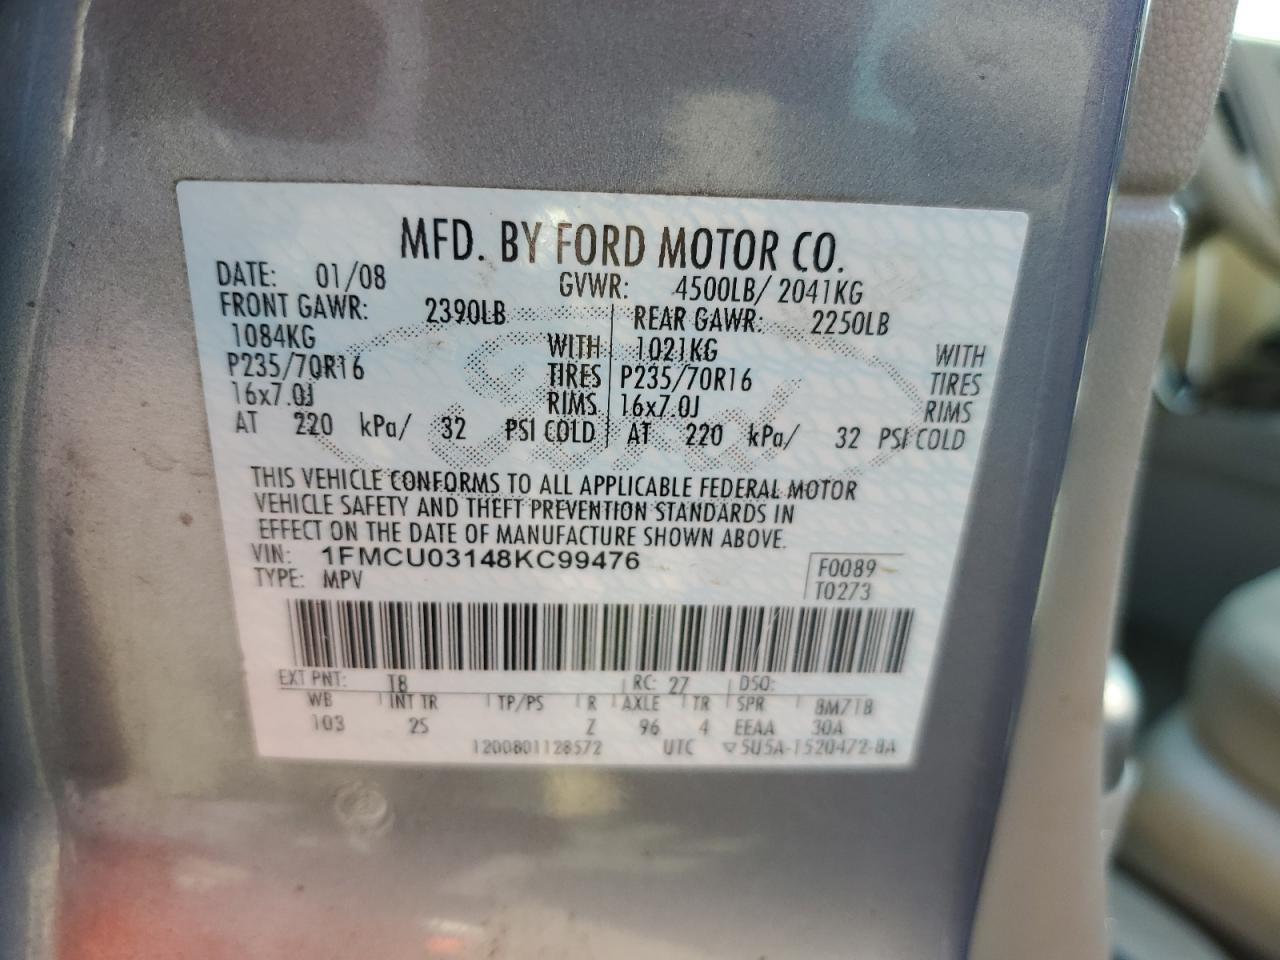 MFD. BY FORD MOTOR CO.
DATE: 01/08 GVWR: 4500LB/ 2041KG
FRONT GAWR: 2390LB REAR GAWR: 2250LB
1084KG WITH 1021KG WITH
P235/70R16 TIRES P235/70R16 TIRES
16x7.0J RIMS 16x7.0J RIMS
AT 220 kPa/ 32 PSI COLD AT 220 kPa/ 32 PSI COLD
THIS VEHICLE CONFORMS TO ALL APPLICABLE FEDERAL MOTOR
VEHICLE SAFETY AND THEFT PREVENTION STANDARDS IN
EFFECT ON THE DATE OF MANUFACTURE SHOWN ABOVE.
VIN: 1FMCU03148KC99476 F0089
TYPE: MPV T0273
EXT PNT: T8 RC: 27 DSO:
WB INT TR TP/PS R AXLE TR SPR 8M71B
103 2S Z 96 4 EEAA 30A
1200801128572 UTC ▽5U5A-1520472-BA